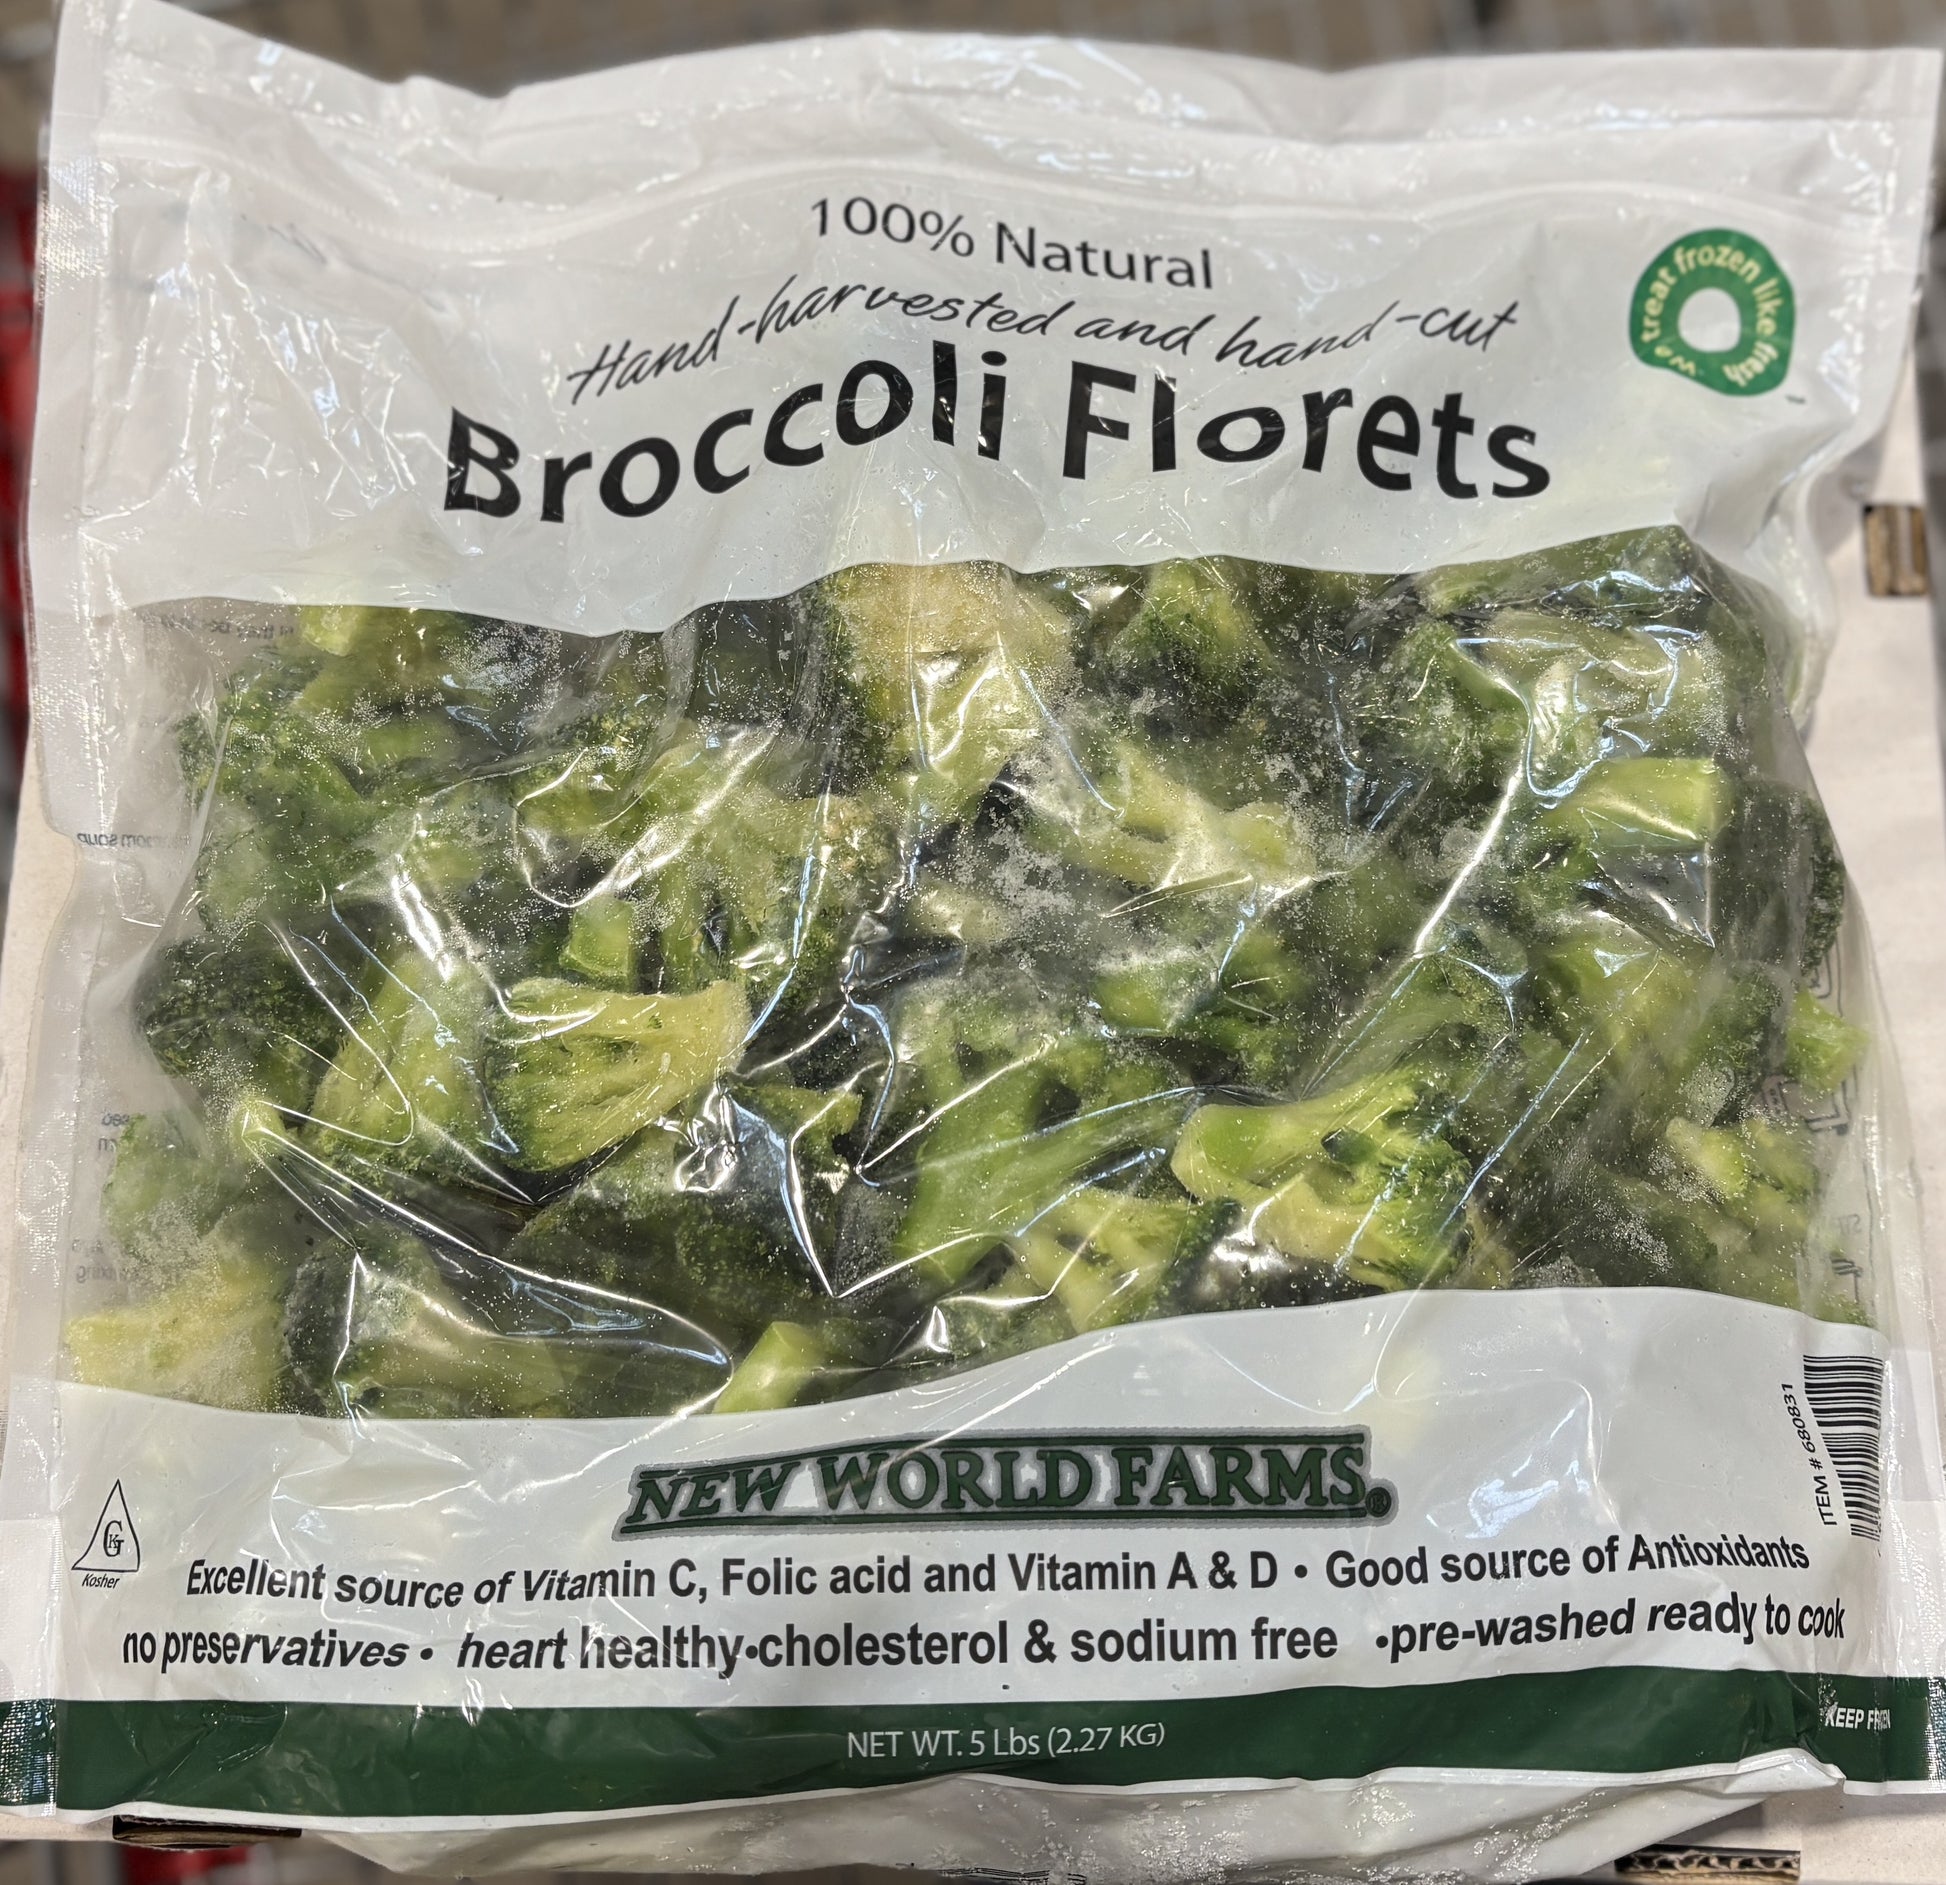 100% Natural
Hand-harvested and hand-cut
Broccoli Florets
we treat frozen like fresh
NEW WORLD FARMS®
ITEM # 680831
CKG
Kosher
Excellent source of Vitamin C, Folic acid and Vitamin A & D • Good source of Antioxidants
no preservatives • heart healthy•cholesterol & sodium free •pre-washed ready to cook
NET WT. 5 Lbs (2.27 KG)
KEEP